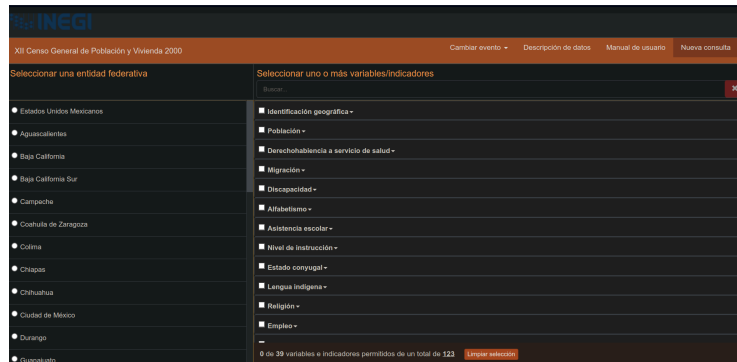 INEGI
XII Censo General de Población y Vivienda 2000
Cambiar evento
Descripción de datos
Manual de usuario
Nueva consulta
Seleccionar una entidad federativa
Seleccionar uno o más variables/indicadores
Buscar...
Estados Unidos Mexicanos
Aguascalientes
Baja California
Baja California Sur
Campeche
Coahuila de Zaragoza
Colima
Chiapas
Chihuahua
Ciudad de México
Durango
Guanajuato
Identificación geográfica
Población
Derechohabiencia a servicio de salud
Migración
Discapacidad
Alfabetismo
Asistencia escolar
Nivel de instrucción
Estado conyugal
Lengua indígena
Religión
Empleo
0 de 39 variables e indicadores permitidos de un total de 123
Limpiar selección